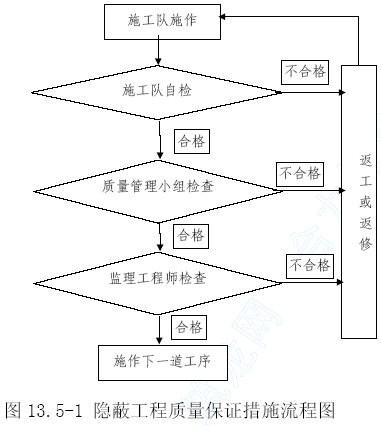 施工队施作
施工队自检
不合格
合格
质量管理小组检查
不合格
合格
监理工程师检查
不合格
合格
施作下一道工序
返工或返修
图 13.5-1 隐蔽工程质量保证措施流程图